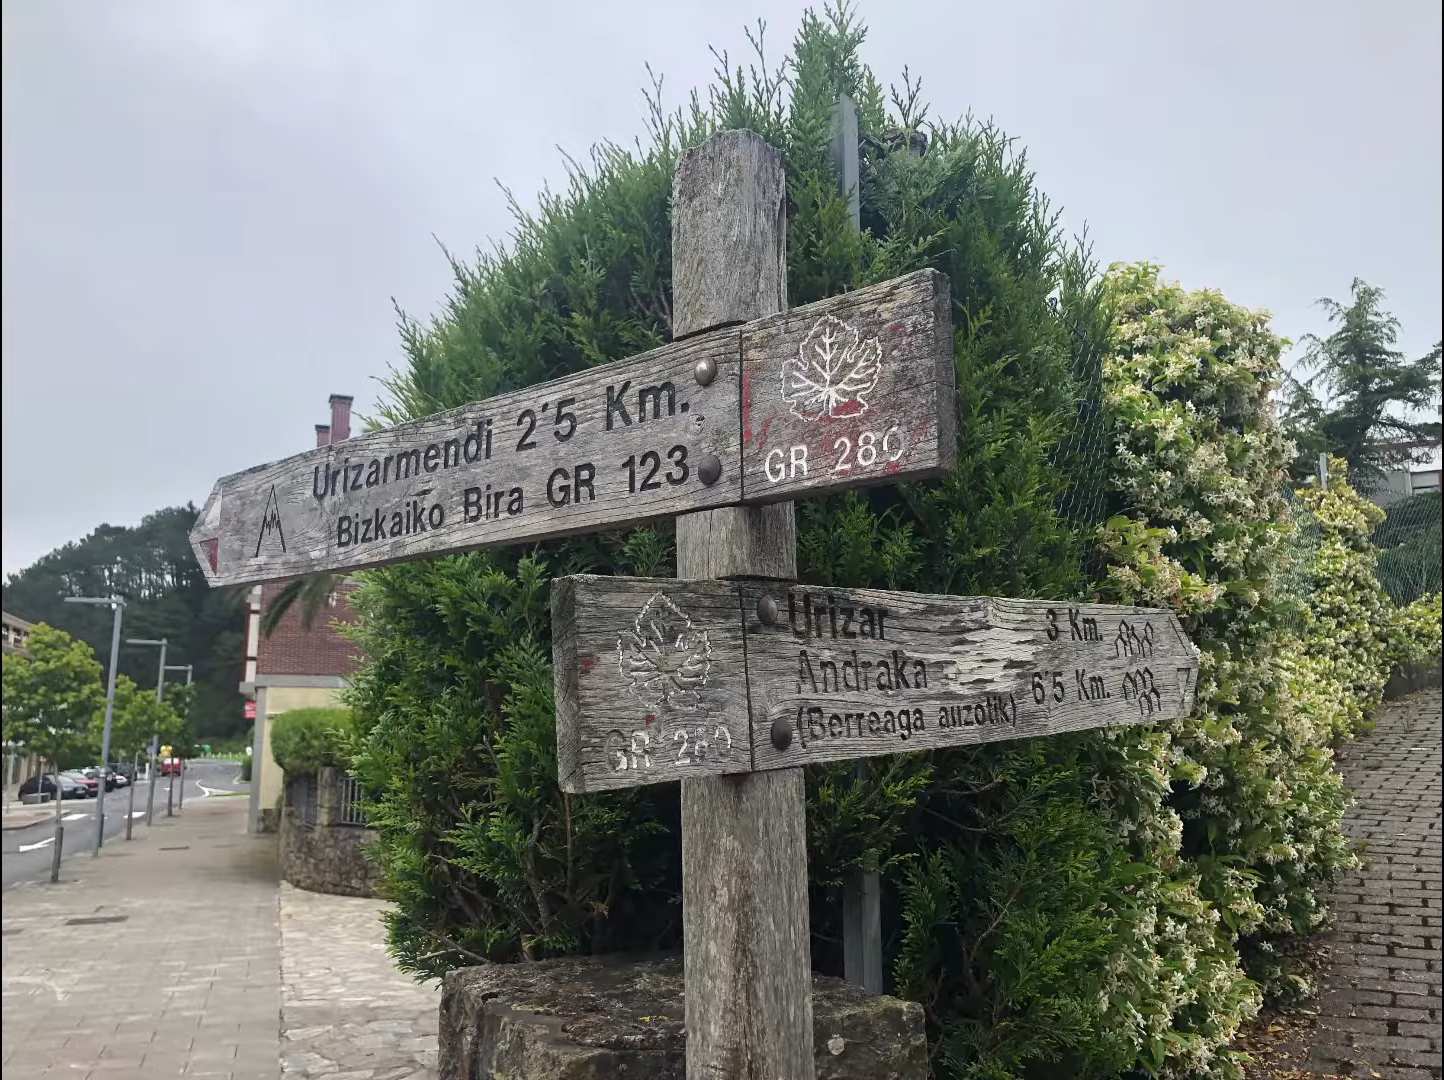 Urizarmendi 2'5 Km.
Bizkaiko Bira GR 123
GR 280
Urizar 3 Km.
Andraka 6'5 Km.
(Berreaga auzotik)
GR 280